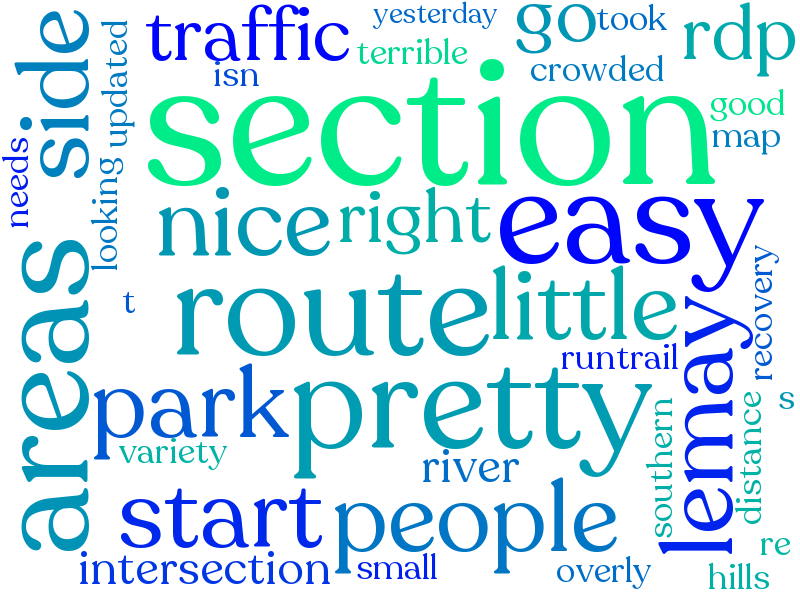 yesterday
go
took
rdp
traffic
terrible
isn
crowded
side
updated
section
good
map
needs
looking
nice
right
easy
areas
route
little
t
runtrail
lemay
recovery
park
pretty
s
variety
river
southern
distance
start
people
re
intersection
small
overly
hills